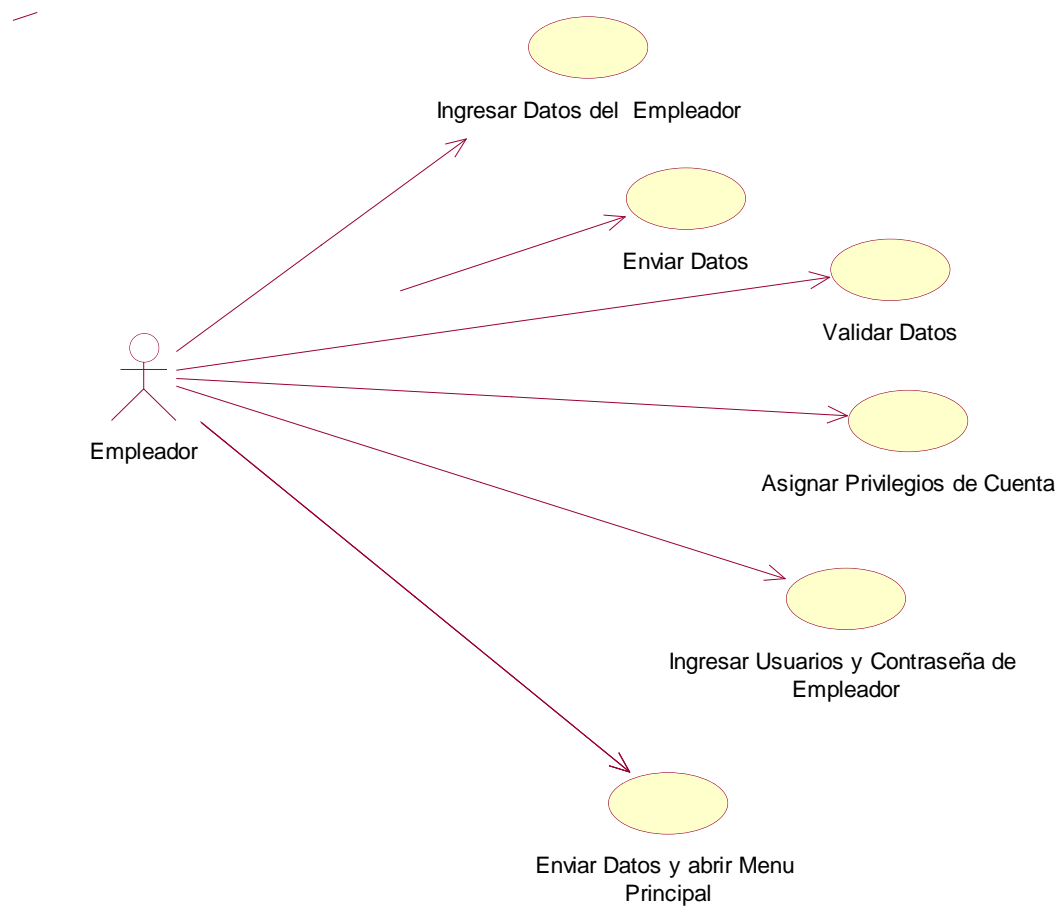 Ingresar Datos del  Empleador
Enviar Datos
Validar Datos
Empleador
Asignar Privilegios de Cuenta
Ingresar Usuarios y Contraseña de
Empleador
Enviar Datos y abrir Menu
Principal